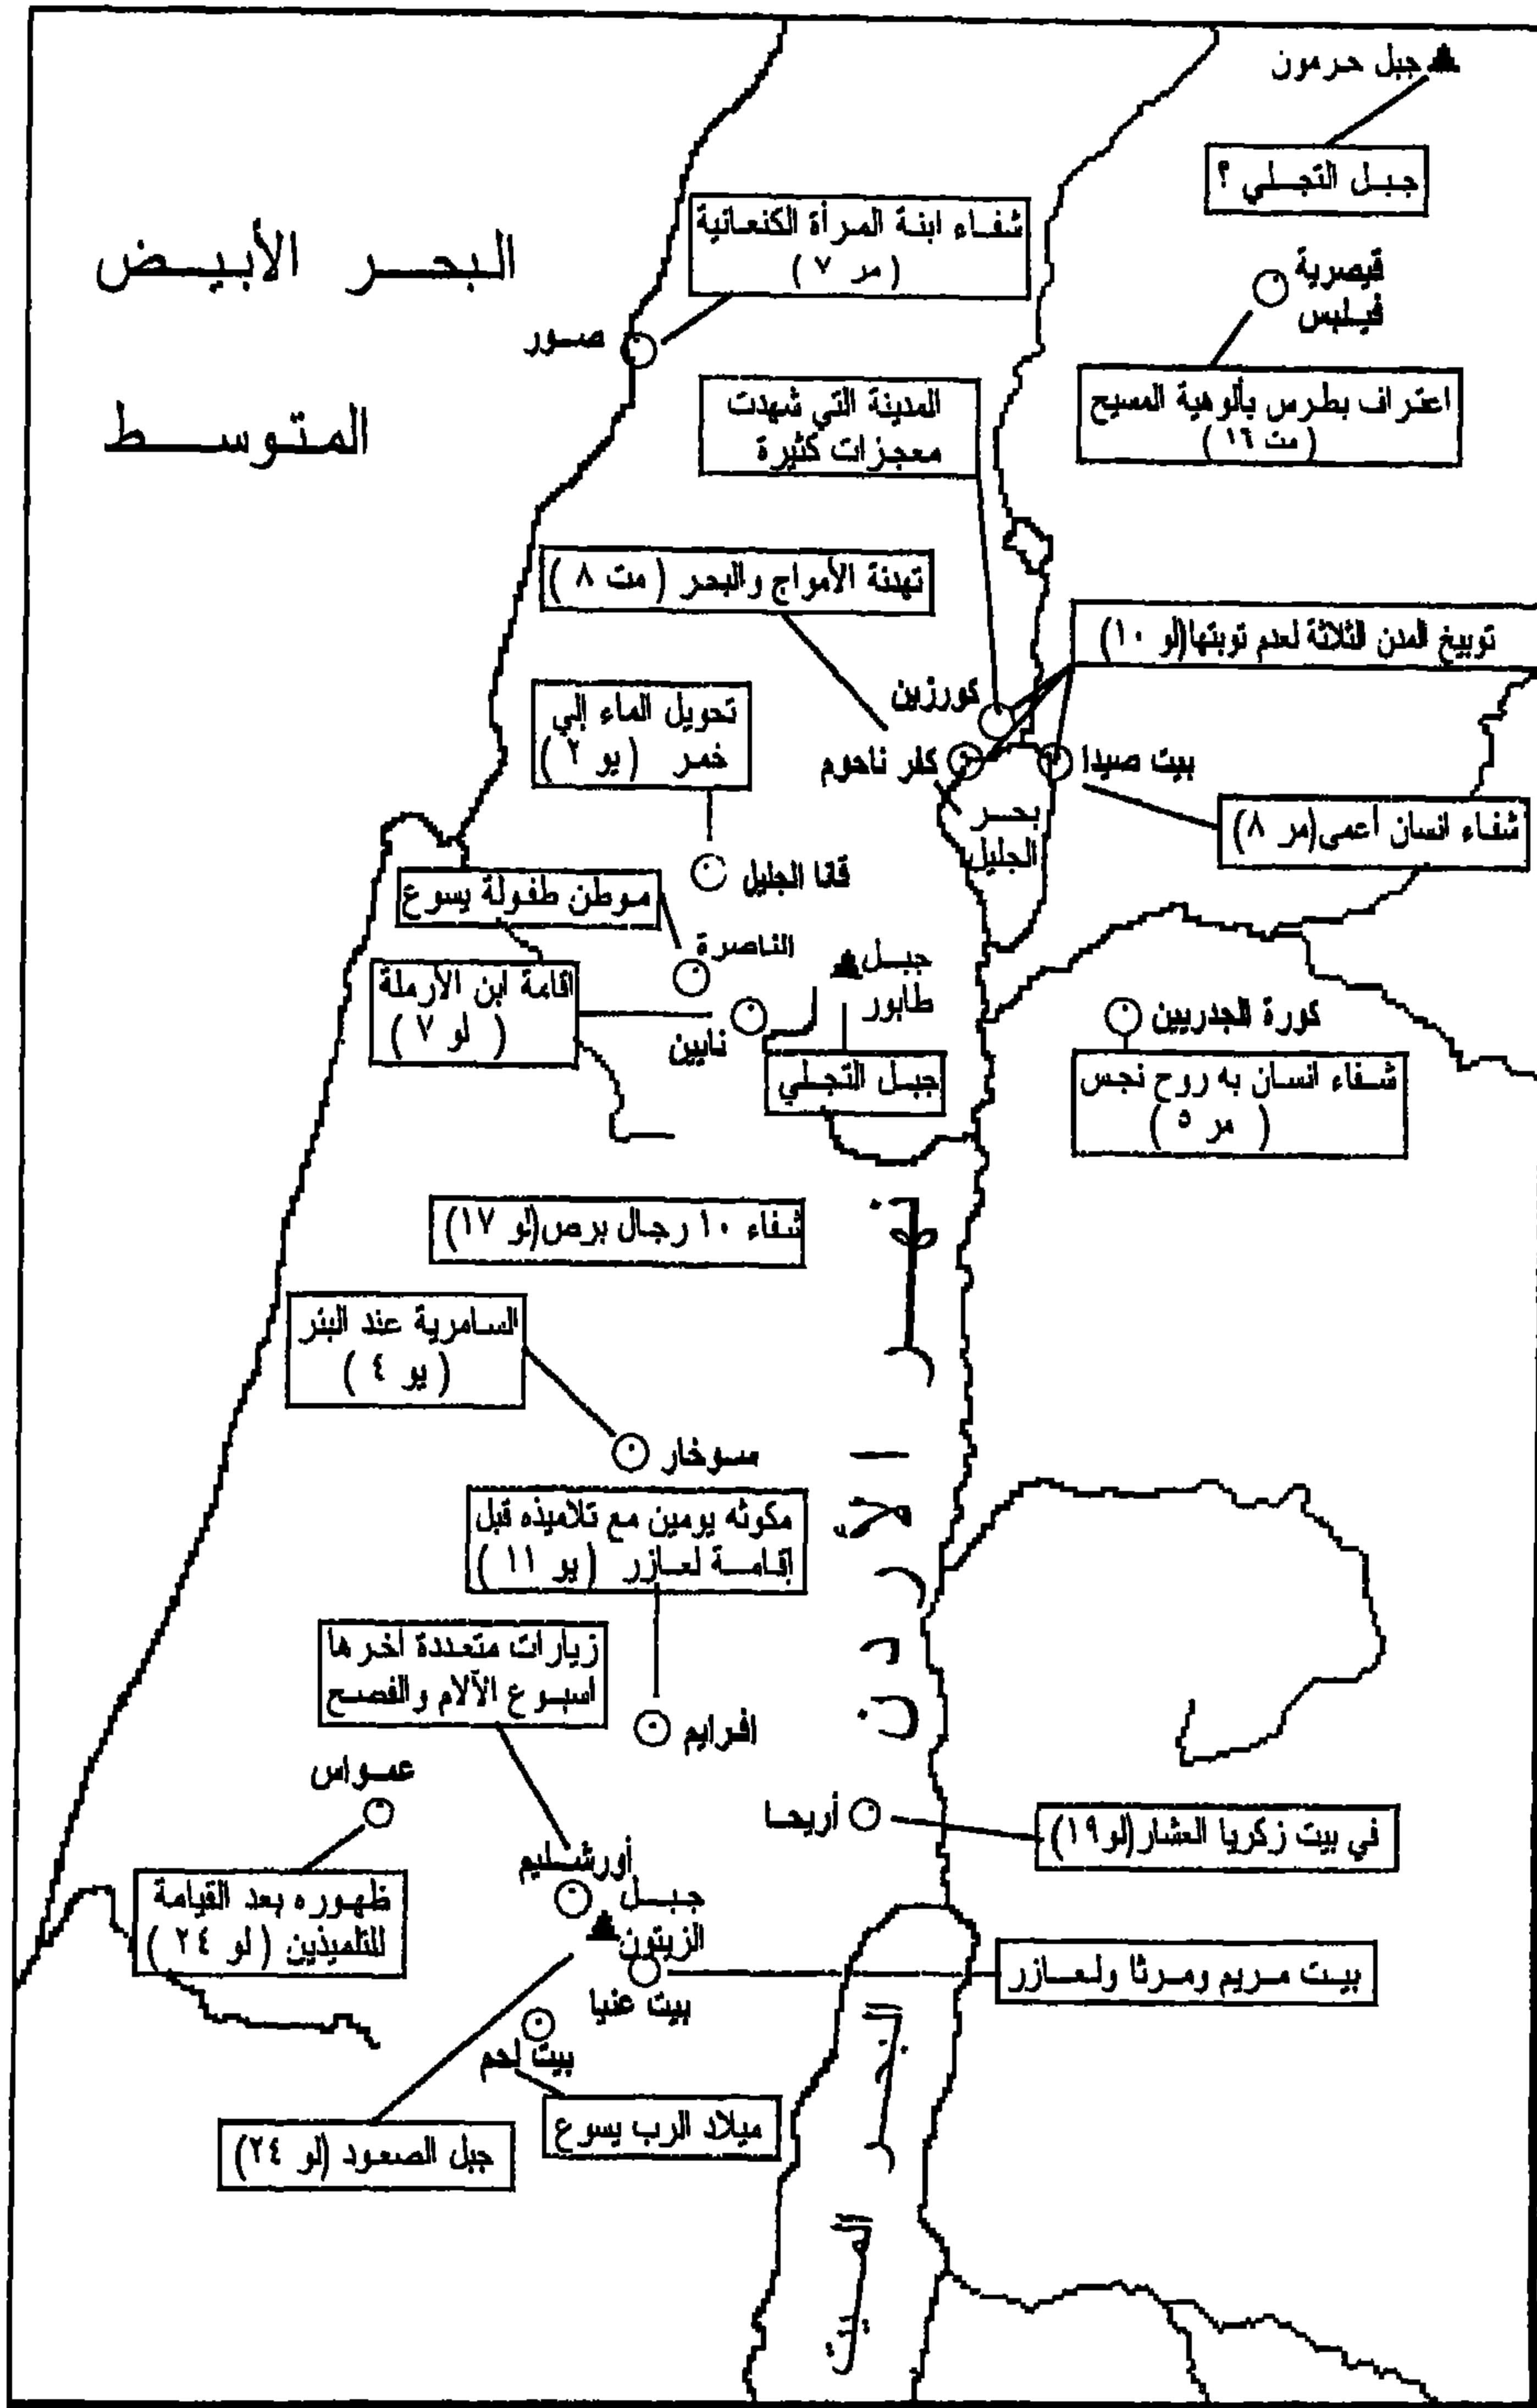 جبل حرمون
جبل التجلي ؟
شفاء ابنة المرأة الكنعانية
( مر ٧ )
البحر الأبيض
المتوسط
قيصرية
فيلبس
صور
اعتراف بطرس بألوهية المسيح
( مت ١٦ )
المدينة التي شهدت
معجزات كثيرة
تهدئة الأمواج والبحر ( مت ٨ )
توبيخ المدن الثلاثة لعدم توبتها(لو ١٠)
كورزين
تحويل الماء إلي
خمر ( يو ٢ )
بيت صيدا
كفر ناحوم
بحر
الجليل
شفاء انسان أعمى(مر ٨)
قانا الجليل
موطن طفولة يسوع
الناصرة
جبل
طابور
اقامة ابن الأرملة
( لو ٧ )
نايين
جبل التجلي
كورة الجدريين
شفاء انسان به روح نجس
( مر ٥ )
شفاء ١٠ رجال برص(لو ١٧)
نهر الأردن
السامرية عند البئر
( يو ٤ )
سوخار
مكوثه يومين مع تلاميذه قبل
إقامة لعازر ( يو ١١ )
زيارات متعددة اخرها
اسبوع الآلام والفصح
افرايم
عمواس
أريحا
في بيت زكريا العشار(لو١٩)
أورشليم
جبل
الزيتون
ظهوره بعد القيامة
للتلميذين ( لو ٢٤ )
بيت مريم ومرثا ولعازر
بيت عنيا
بيت لحم
ميلاد الرب يسوع
جبل الصعود (لو ٢٤)
البحر الميت